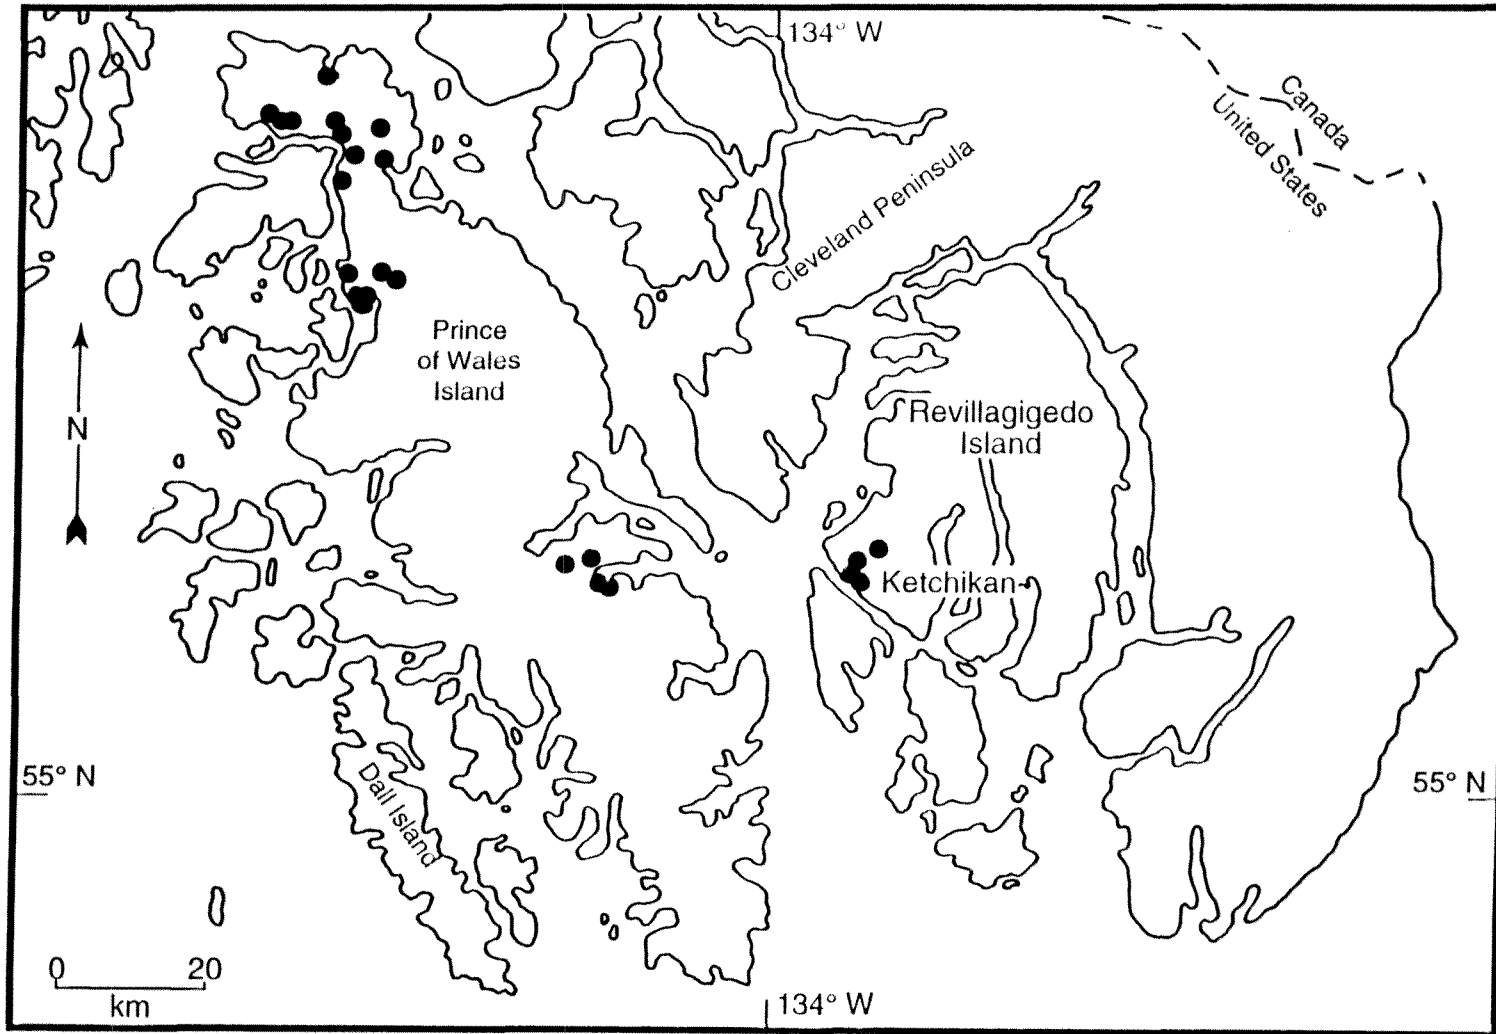 134° W
Canada
United States
Cleveland Peninsula
Prince
of Wales
Island
N
Revillagigedo
Island
Ketchikan
55° N
55° N
Dall Island
0 20
km
134° W